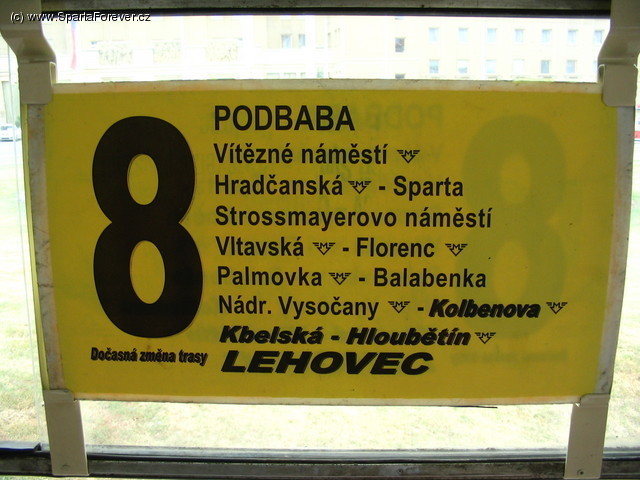 (c) www.SpartaForever.cz
8
PODBABA
Vítězné náměstí
Hradčanská - Sparta
Strossmayerovo náměstí
Vltavská - Florenc
Palmovka - Balabenka
Nádr. Vysočany - Kolbenova
Kbelská - Hloubětín
Dočasná změna trasy LEHOVEC